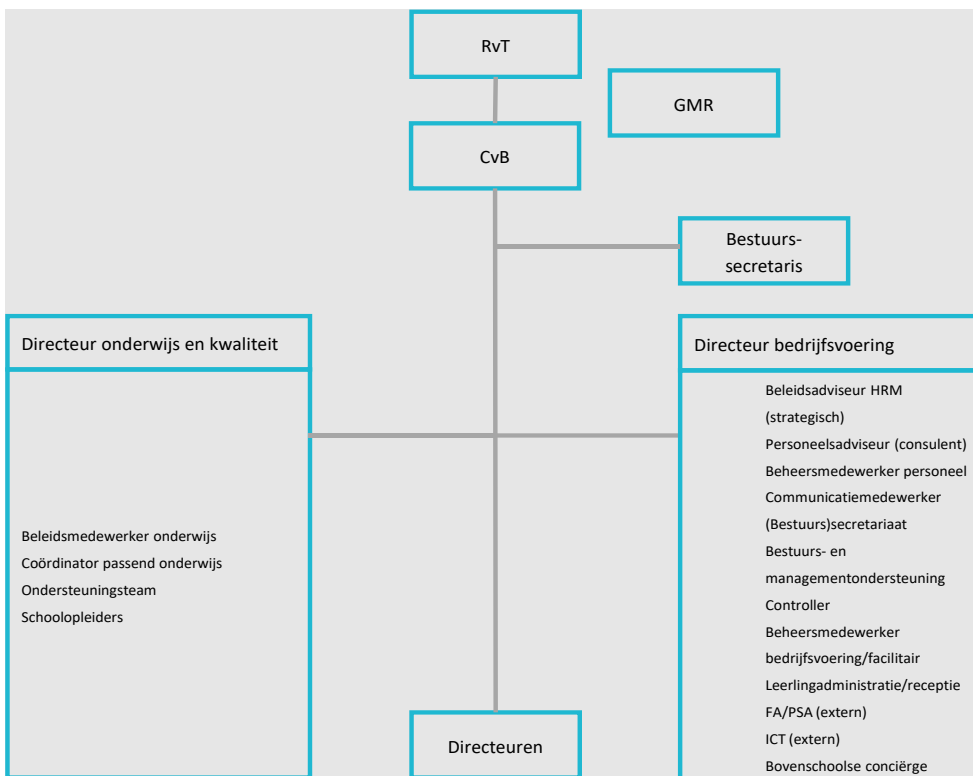 RvT
GMR
CvB
Bestuurs-
secretaris
Directeur onderwijs en kwaliteit
Beleidsmedewerker onderwijs
Coördinator passend onderwijs
Ondersteuningsteam
Schoolopleiders
Directeur bedrijfsvoering
Beleidsadviseur HRM
(strategisch)
Personeelsadviseur (consulent)
Beheersmedewerker personeel
Communicatiemedewerker
(Bestuurs)secretariaat
Bestuurs- en
managementondersteuning
Controller
Beheersmedewerker
bedrijfsvoering/facilitair
Leerlingadministratie/receptie
FA/PSA (extern)
ICT (extern)
Bovenschoolse conciërge
Directeuren